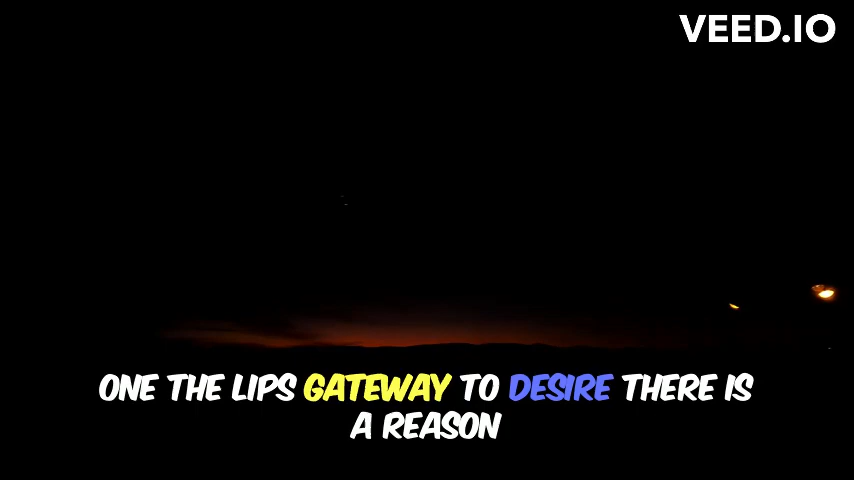 VEED.IO
ONE THE LIPS GATEWAY TO DESIRE THERE IS
A REASON